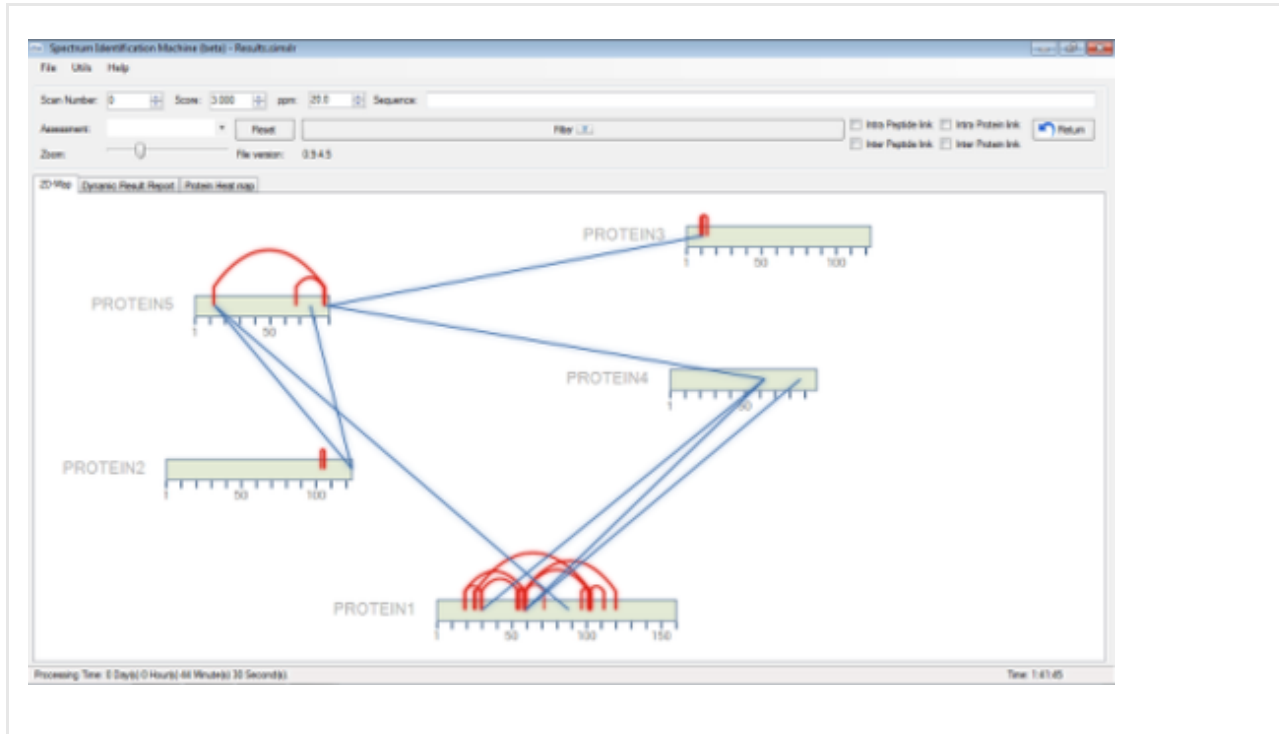 Spectrum Identification Machine (beta) - Results.simxlr
File Utils Help
Scan Number: 0 Score: 3.000 ppm: 20.0 Sequence:
Assessment: Reset Filter Intra Peptide link Intra Protein link Return
Zoom: File version: 0.9.4.5 Inter Peptide link Inter Protein link
2D-Map Dynamic Result Report Protein Heat map
PROTEIN3
1 50 100
PROTEIN5
1 50
PROTEIN4
1 50
PROTEIN2
1 50 100
PROTEIN1
1 50 100 150
Processing Time: 0 Day(s) 0 Hour(s) 44 Minute(s) 30 Second(s). Time: 1:41:45